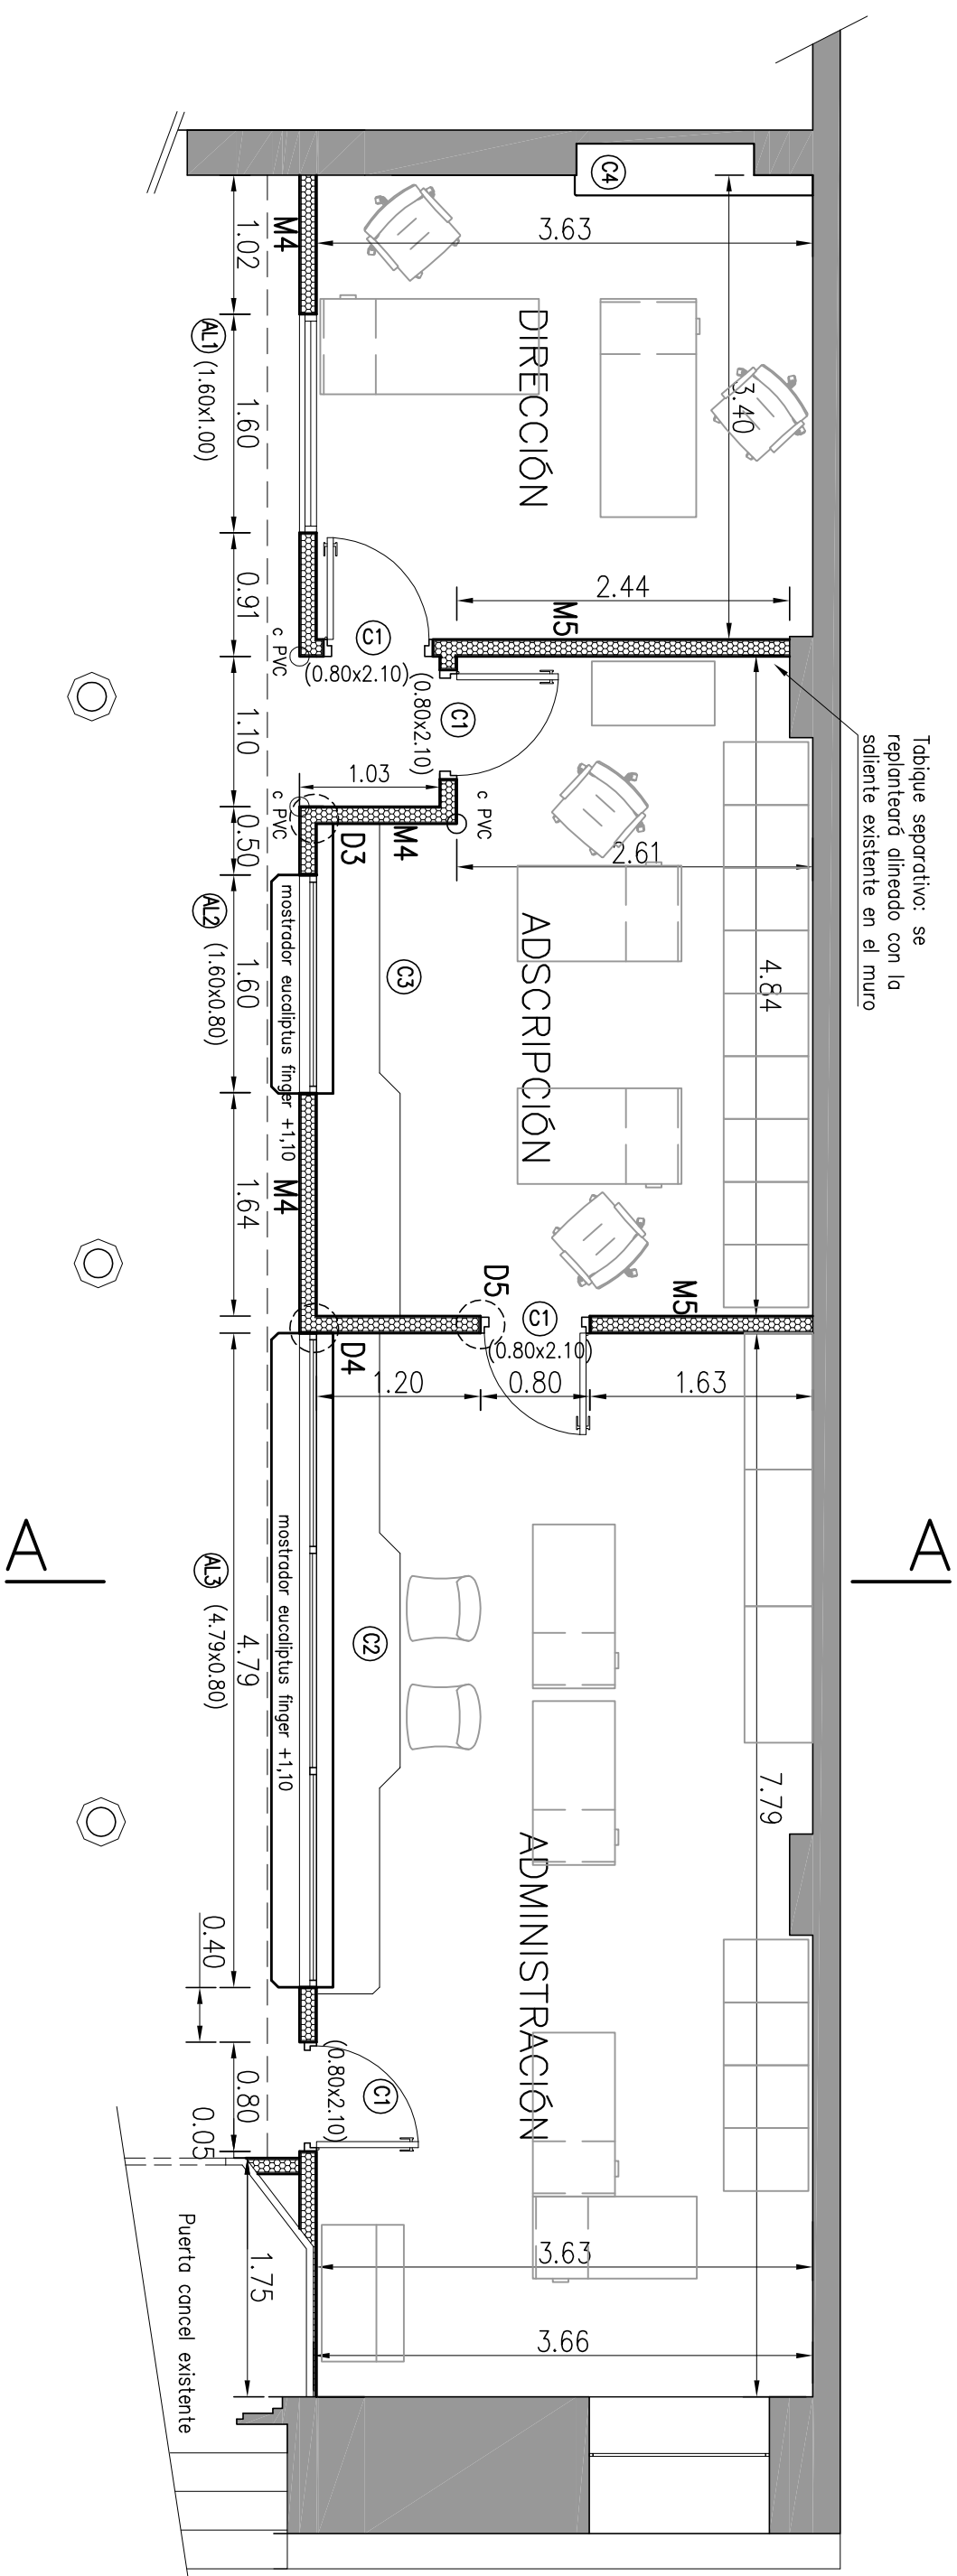 Tabique separativo: se
replanteará alineado con la
saliente existente en el muro
A
A
DIRECCIÓN
ADSCRIPCIÓN
ADMINISTRACIÓN
C4
3.63
3.40
2.44
M5
M4
1.02
AL1 (1.60x1.00)
1.60
0.91
c PVC
C1
(0.80x2.10)
C1
(0.80x2.10)
1.10
1.03
c PVC
c PVC
D3
M4
0.50
2.61
4.84
C3
mostrador eucaliptus finger +1,10
AL2 (1.60x0.80)
1.60
M4
1.64
D5
M5
C1
(0.80x2.10)
D4
1.20
0.80
1.63
C2
mostrador eucaliptus finger +1,10
AL3 (4.79x0.80)
4.79
7.79
0.40
C1
(0.80x2.10)
0.80
0.05
1.75
3.63
3.66
Puerta cancel existente